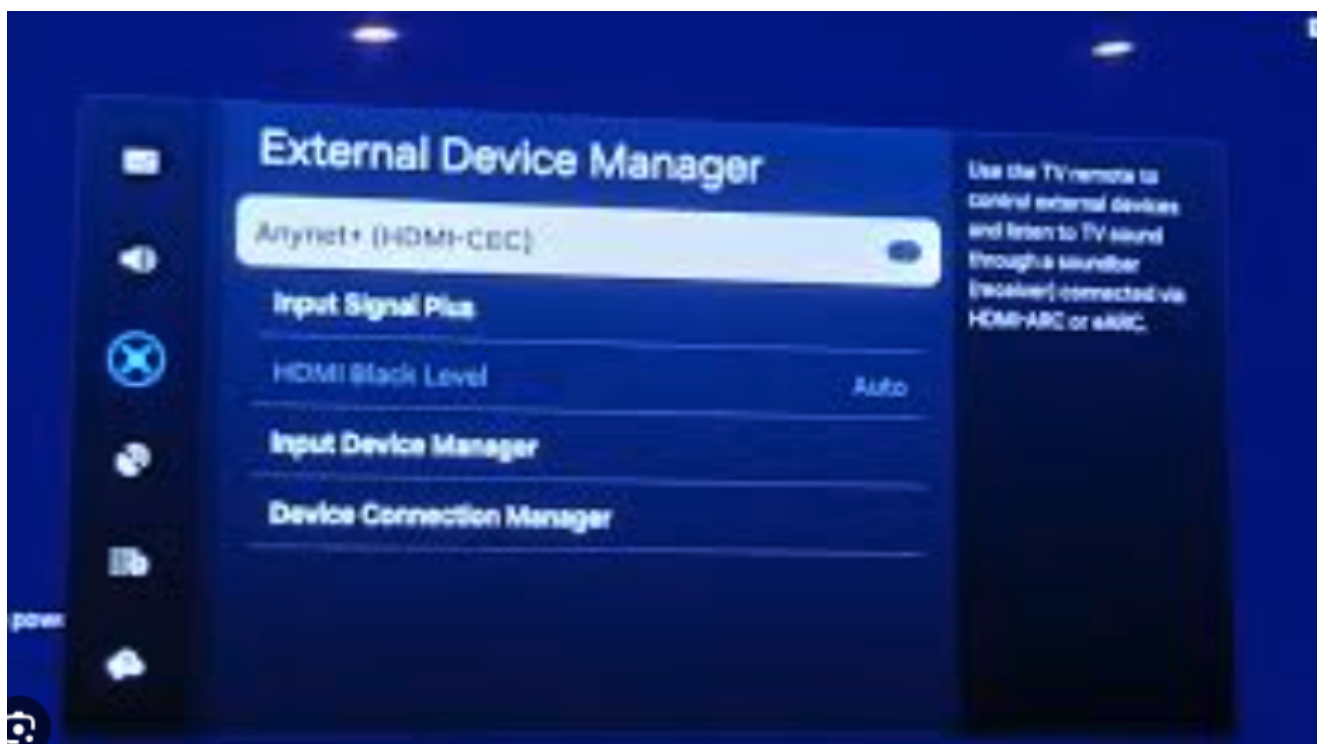 External Device Manager
Anynet+ (HDMI-CEC)
Input Signal Plus
HDMI Black Level
Auto
Input Device Manager
Device Connection Manager
Use the TV remote to
control external devices
and listen to TV sound
through a soundbar
(receiver) connected via
HDMI-ARC or eARC.